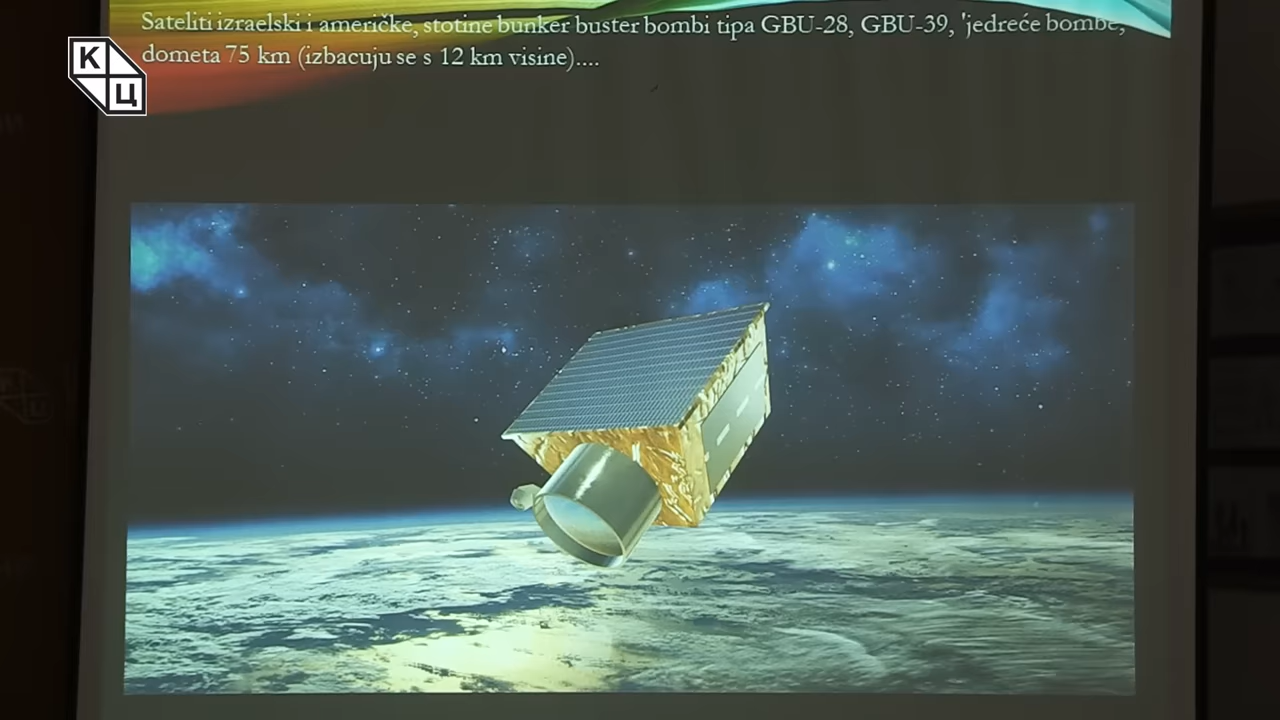 Sateliti izraelski i američke, stotine bunker buster bombi tipa GBU-28, GBU-39, 'jedreće bombe,
dometa 75 km (izbacuju se s 12 km visine)....
К
Ц